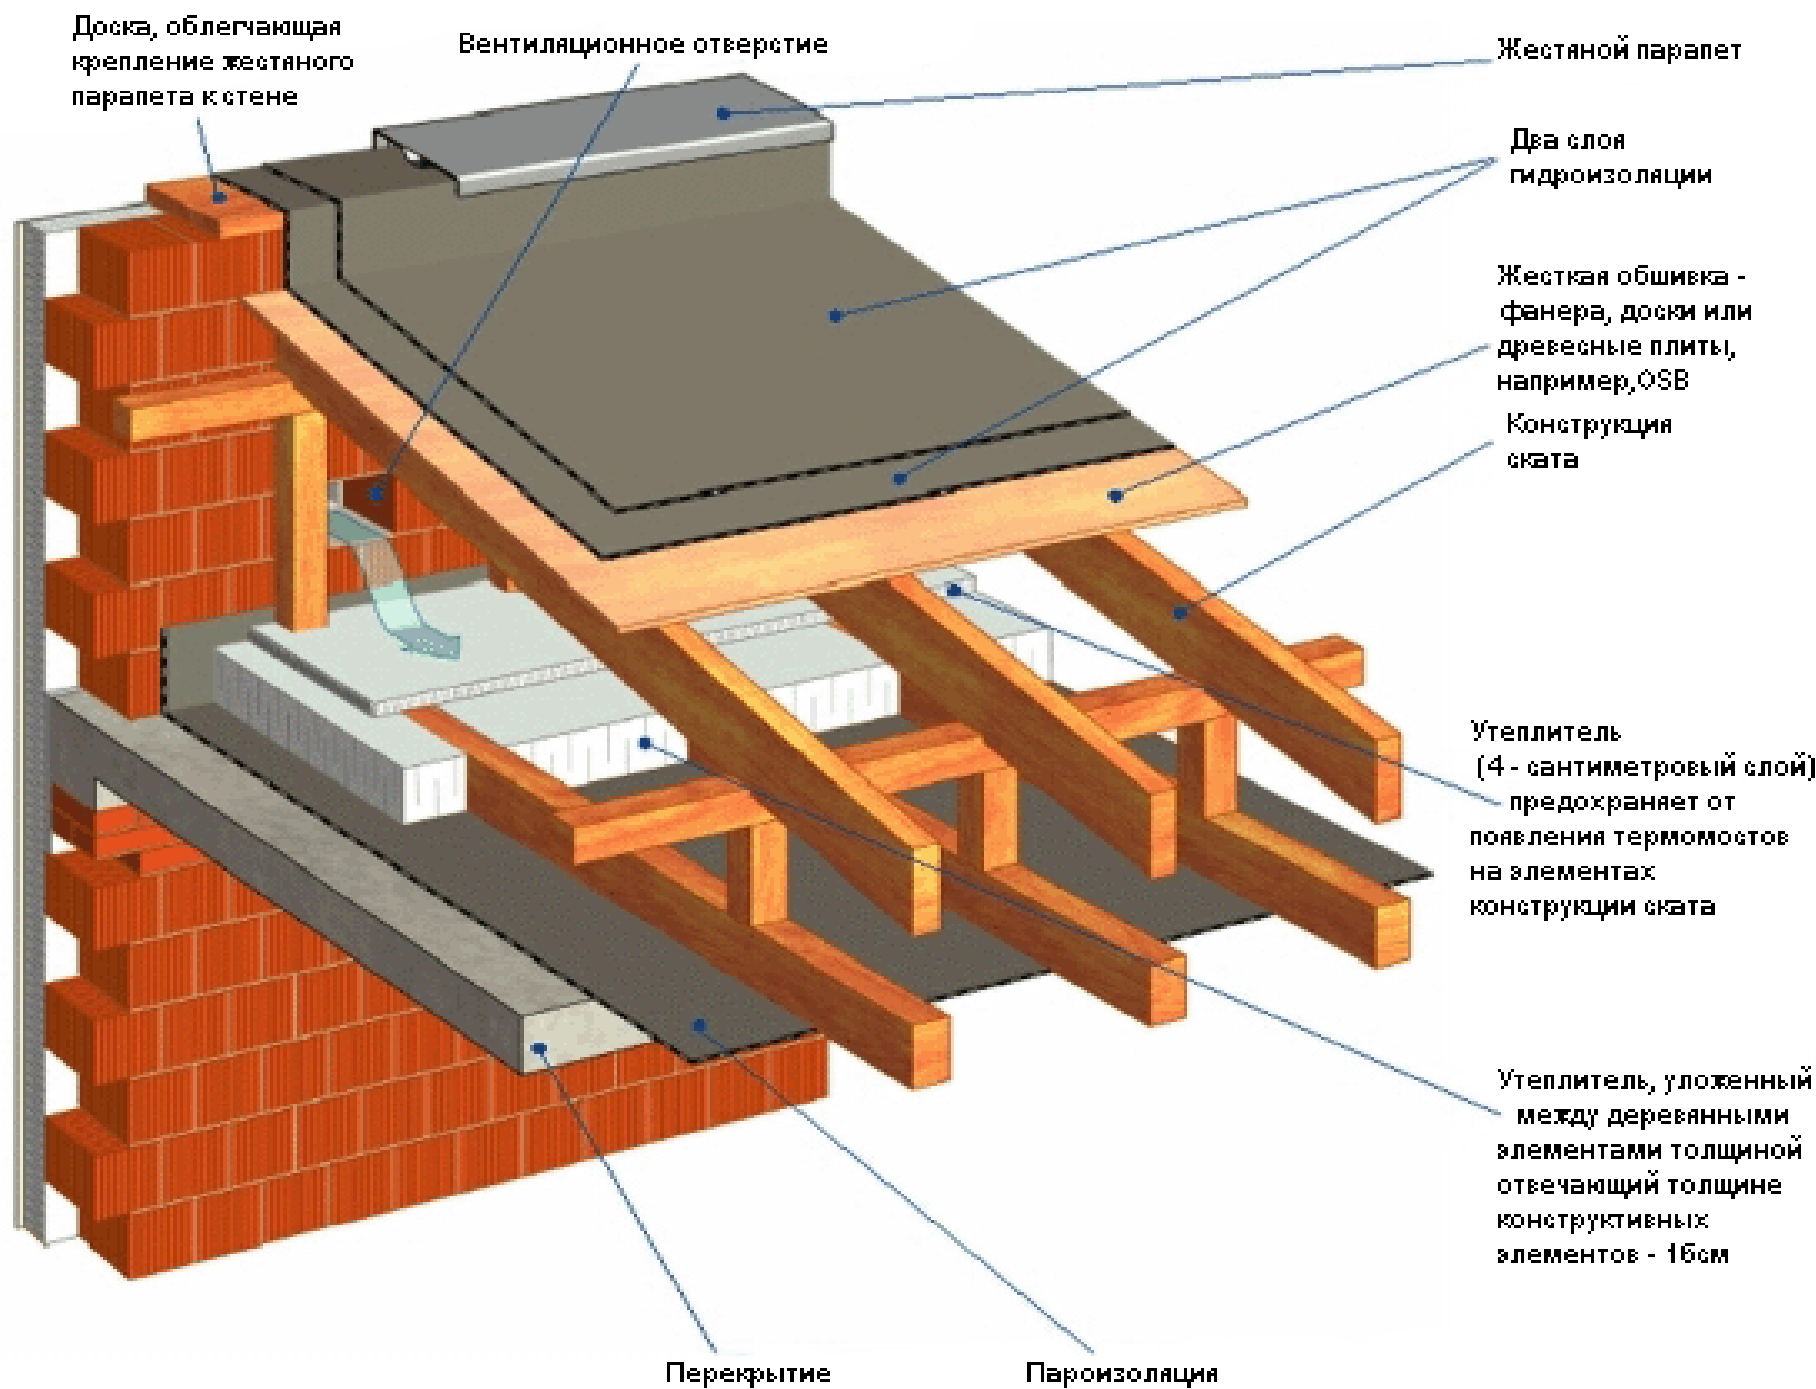 Доска, облегчающая
крепление жестяного
парапета к стене
Вентиляционное отверстие
Жестяной парапет
Два слоя
гидроизоляции
Жесткая обшивка -
фанера, доски или
древесные плиты,
например,OSB
Конструкция
ската
Утеплитель
(4 - сантиметровый слой)
предохраняет от
появления термомостов
на элементах
конструкции ската
Утеплитель, уложенный
между деревянными
элементами толщиной
отвечающий толщине
конструктивных
элементов - 16см
Перекрытие
Пароизоляция